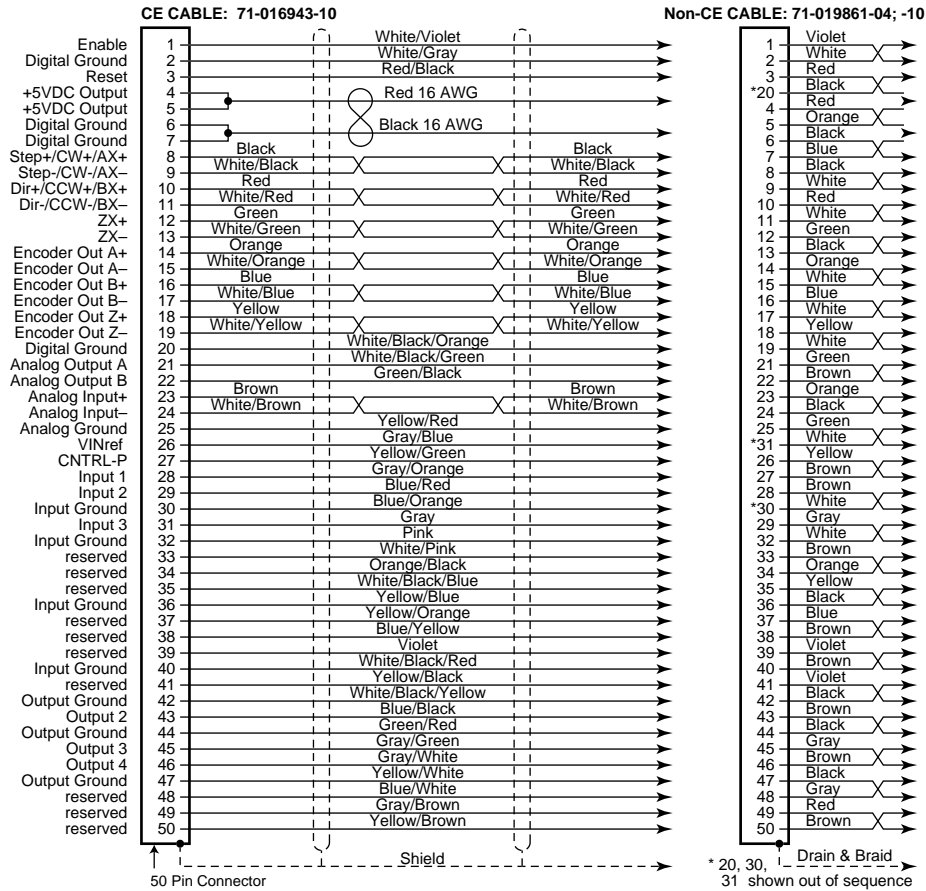 CE CABLE: 71-016943-10
Non-CE CABLE: 71-019861-04; -10
Enable 1 White/Violet 1 Violet
Digital Ground 2 White/Gray 2 White
Reset 3 Red/Black 3 Red
+5VDC Output 4 Red 16 AWG *20 Black
+5VDC Output 5 4 Red
Digital Ground 6 Black 16 AWG 5 Orange
Digital Ground 7 6 Black
Step+/CW+/AX+ 8 Black Black 7 Blue
Step-/CW-/AX– 9 White/Black White/Black 8 Black
Dir+/CCW+/BX+ 10 Red Red 9 White
Dir-/CCW-/BX– 11 White/Red White/Red 10 Red
ZX+ 12 Green Green 11 White
ZX– 13 White/Green White/Green 12 Green
Encoder Out A+ 14 Orange Orange 13 Black
Encoder Out A– 15 White/Orange White/Orange 14 Orange
Encoder Out B+ 16 Blue Blue 15 White
Encoder Out B– 17 White/Blue White/Blue 16 Blue
Encoder Out Z+ 18 Yellow Yellow 17 White
Encoder Out Z– 19 White/Yellow White/Yellow 18 Yellow
Digital Ground 20 White/Black/Orange 19 White
Analog Output A 21 White/Black/Green 21 Green
Analog Output B 22 Green/Black 22 Brown
Analog Input+ 23 Brown Brown 23 Orange
Analog Input– 24 White/Brown White/Brown 24 Black
Analog Ground 25 Yellow/Red 25 Green
VINref 26 Gray/Blue *31 White
CNTRL-P 27 Yellow/Green 26 Yellow
Input 1 28 Gray/Orange 27 Brown
Input 2 29 Blue/Red 28 Brown
Input Ground 30 Blue/Orange *30 White
Input 3 31 Gray 29 Gray
Input Ground 32 Pink 32 White
reserved 33 White/Pink 33 Brown
reserved 34 Orange/Black 34 Orange
reserved 35 White/Black/Blue 35 Yellow
Input Ground 36 Yellow/Blue 36 Black
reserved 37 Yellow/Orange 37 Blue
reserved 38 Blue/Yellow 38 Brown
reserved 39 Violet 39 Violet
Input Ground 40 White/Black/Red 40 Brown
reserved 41 Yellow/Black 41 Violet
Output Ground 42 White/Black/Yellow 42 Black
Output 2 43 Blue/Black 43 Brown
Output Ground 44 Green/Red 44 Black
Output 3 45 Gray/Green 45 Gray
Output 4 46 Gray/White 46 Brown
Output Ground 47 Yellow/White 47 Black
reserved 48 Blue/White 48 Gray
reserved 49 Gray/Brown 49 Red
reserved 50 Yellow/Brown 50 Brown
Shield
Drain & Braid
50 Pin Connector
* 20, 30,
31 shown out of sequence